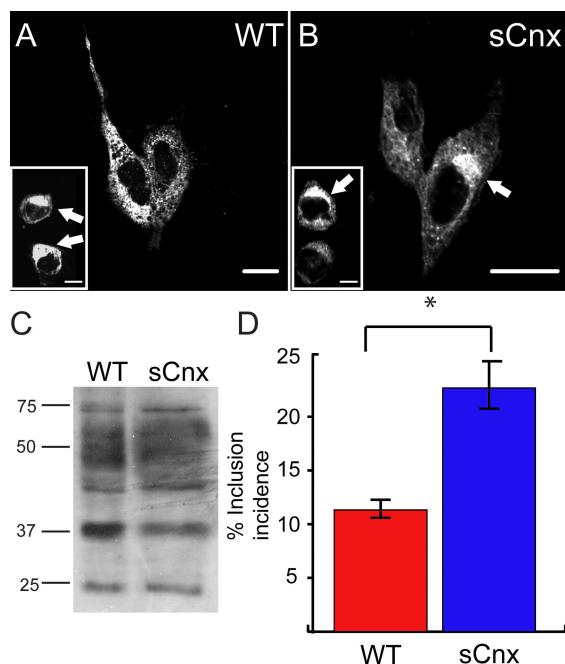 A WT
B sCnx
C
WT sCnx
75
50
37
25
D
*
% Inclusion
incidence
25
20
15
10
5
WT sCnx